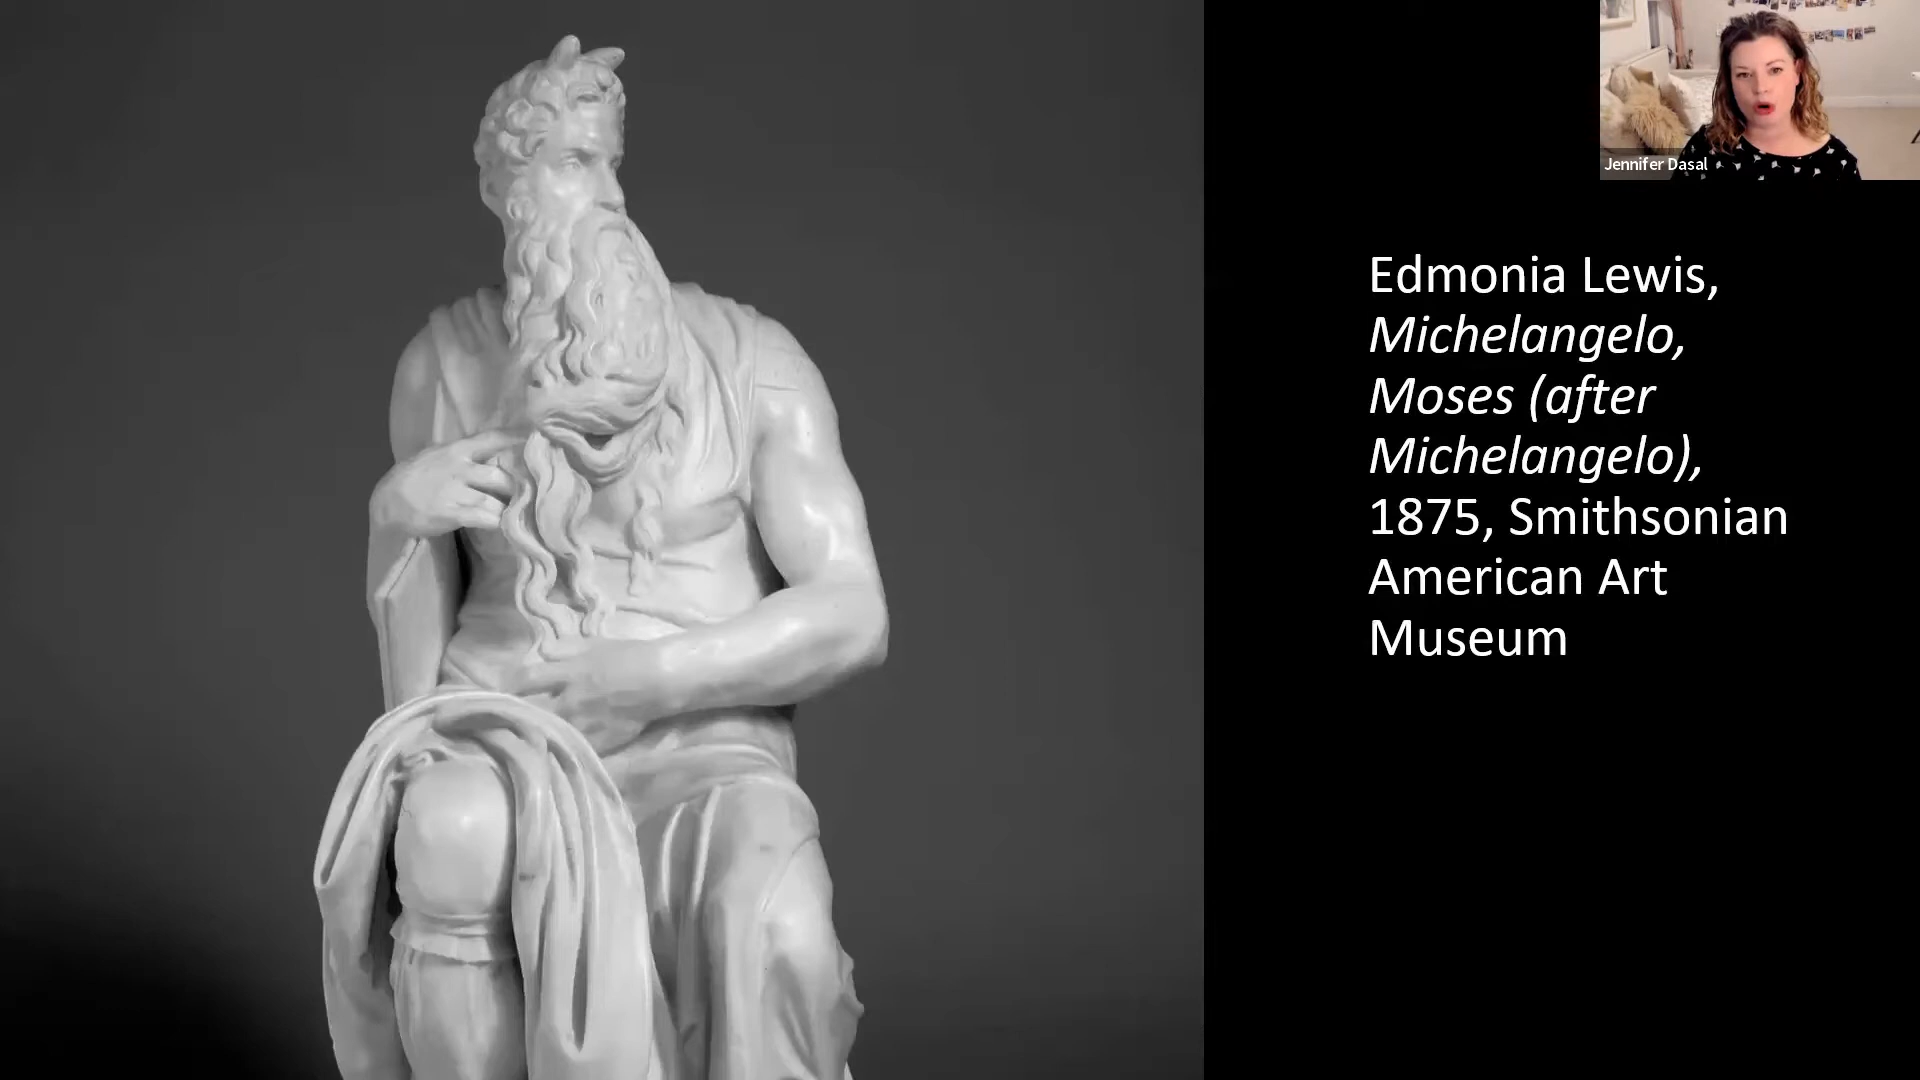 Jennifer Dasal
Edmonia Lewis,
Michelangelo,
Moses (after
Michelangelo),
1875, Smithsonian
American Art
Museum